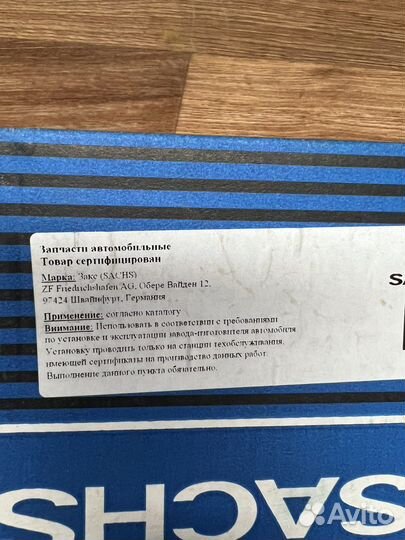 Запчасти автомобильные
Товар сертифицирован
Марка: Закс (SACHS)
ZF Friedrichshafen AG, Обере Вайден 12,
97424 Швайнфурт, Германия
Применение: согласно каталогу
Внимание: Использовать в соответствии с требованиями
по установке и эксплуатации завода-изготовителя автомобиля
Установку проводить только на станции техобслуживания,
имеющей сертификаты на производство данных работ.
Выполнение данного пункта обязательно.
SACHS
Avito